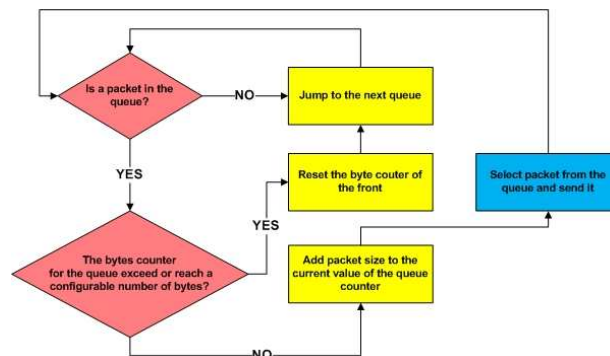 Is a packet in the
queue?
NO
Jump to the next queue
YES
Reset the byte couter of
the front
Select packet from the
queue and send it
YES
The bytes counter
for the queue exceed or reach a
configurable number of bytes?
Add packet size to the
current value of the queue
counter
NO